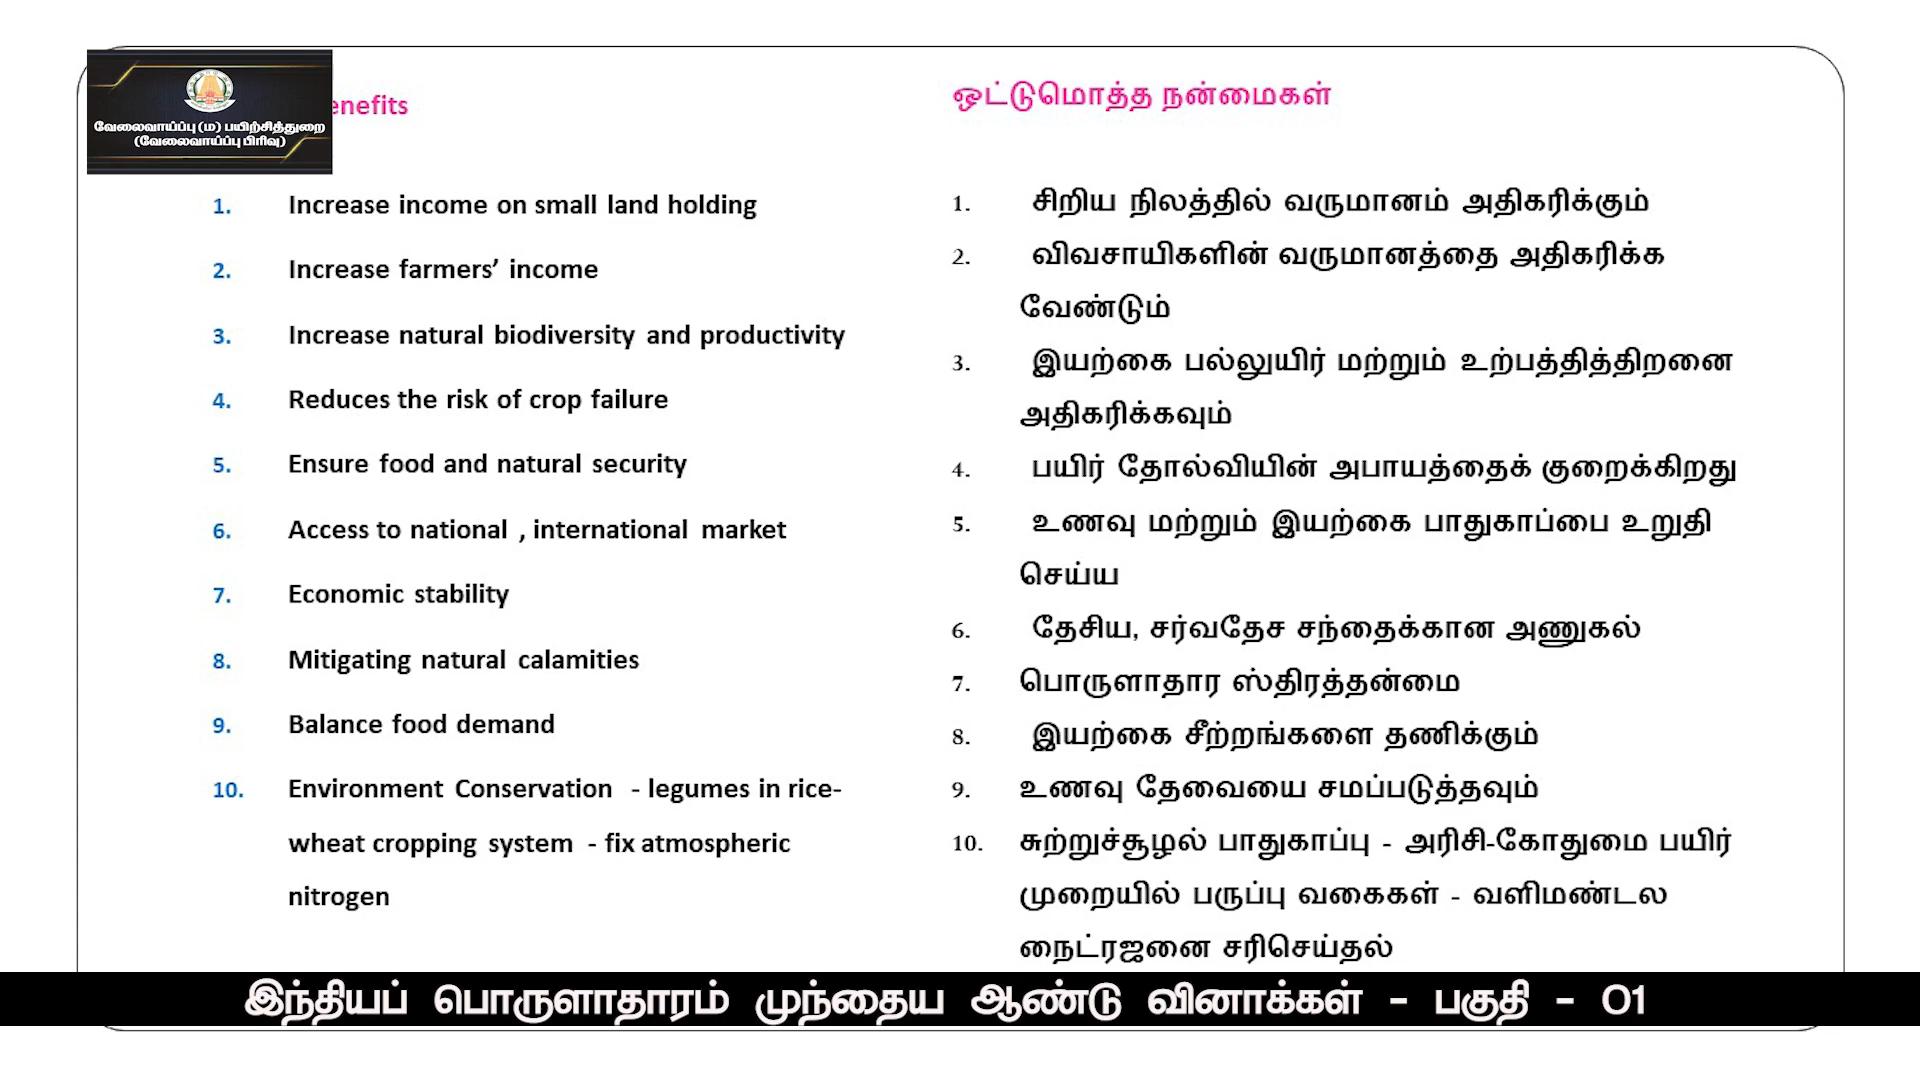 வேலைவாய்ப்பு (ம) பயிற்சித்துறை
(வேலைவாய்ப்பு பிரிவு)
enefits
1. Increase income on small land holding
2. Increase farmers’ income
3. Increase natural biodiversity and productivity
4. Reduces the risk of crop failure
5. Ensure food and natural security
6. Access to national , international market
7. Economic stability
8. Mitigating natural calamities
9. Balance food demand
10. Environment Conservation - legumes in rice-
wheat cropping system - fix atmospheric
nitrogen
ஒட்டுமொத்த நன்மைகள்
1. சிறிய நிலத்தில் வருமானம் அதிகரிக்கும்
2. விவசாயிகளின் வருமானத்தை அதிகரிக்க
வேண்டும்
3. இயற்கை பல்லுயிர் மற்றும் உற்பத்தித்திறனை
அதிகரிக்கவும்
4. பயிர் தோல்வியின் அபாயத்தைக் குறைக்கிறது
5. உணவு மற்றும் இயற்கை பாதுகாப்பை உறுதி
செய்ய
6. தேசிய, சர்வதேச சந்தைக்கான அணுகல்
7. பொருளாதார ஸ்திரத்தன்மை
8. இயற்கை சீற்றங்களை தணிக்கும்
9. உணவு தேவையை சமப்படுத்தவும்
10. சுற்றுச்சூழல் பாதுகாப்பு - அரிசி-கோதுமை பயிர்
முறையில் பருப்பு வகைகள் - வளிமண்டல
நைட்ரஜனை சரிசெய்தல்
இந்தியப் பொருளாதாரம் முந்தைய ஆண்டு வினாக்கள் - பகுதி - 01